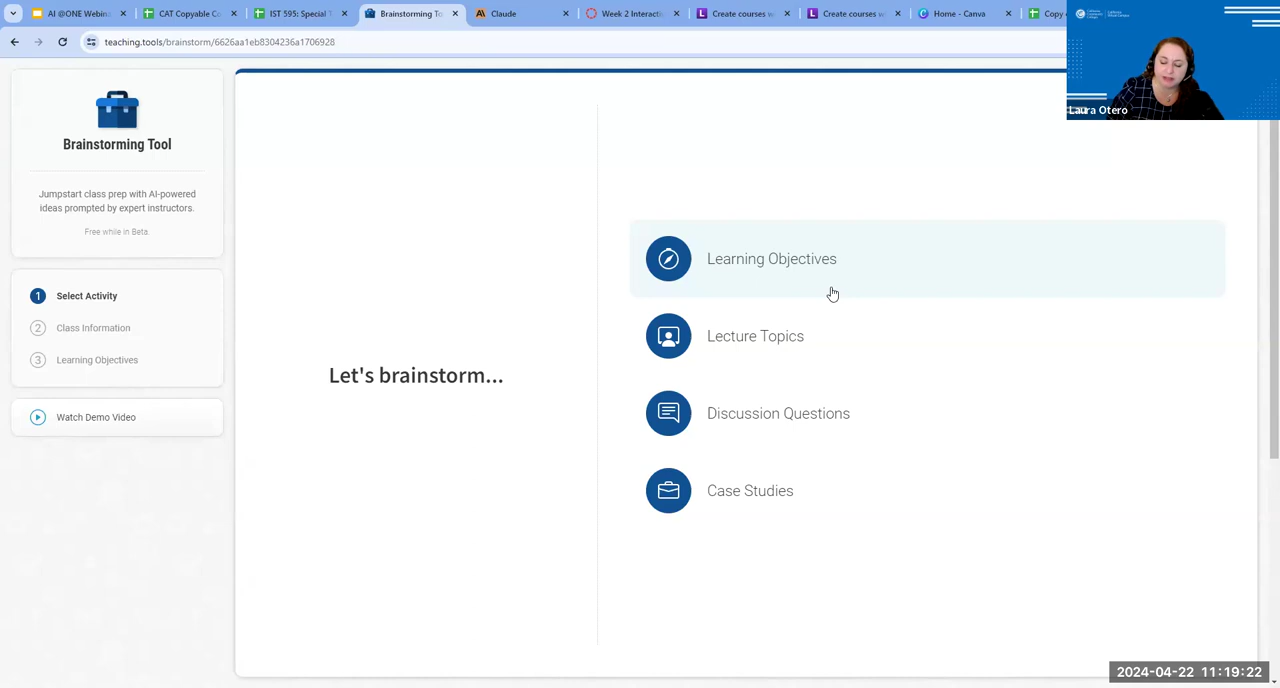 AI @ONE Webina
CAT Copyable Co
IST 595: Special T
Brainstorming To
Claude
Week 2 Interacti
Create courses w
Create courses w
Home - Canva
Copy
teaching.tools/brainstorm/6626aa1eb8304236a1706928
Laura Otero
Brainstorming Tool
Jumpstart class prep with AI-powered
ideas prompted by expert instructors.
Free while in Beta.
1 Select Activity
2 Class Information
3 Learning Objectives
Watch Demo Video
Let's brainstorm...
Learning Objectives
Lecture Topics
Discussion Questions
Case Studies
2024-04-22 11:19:22